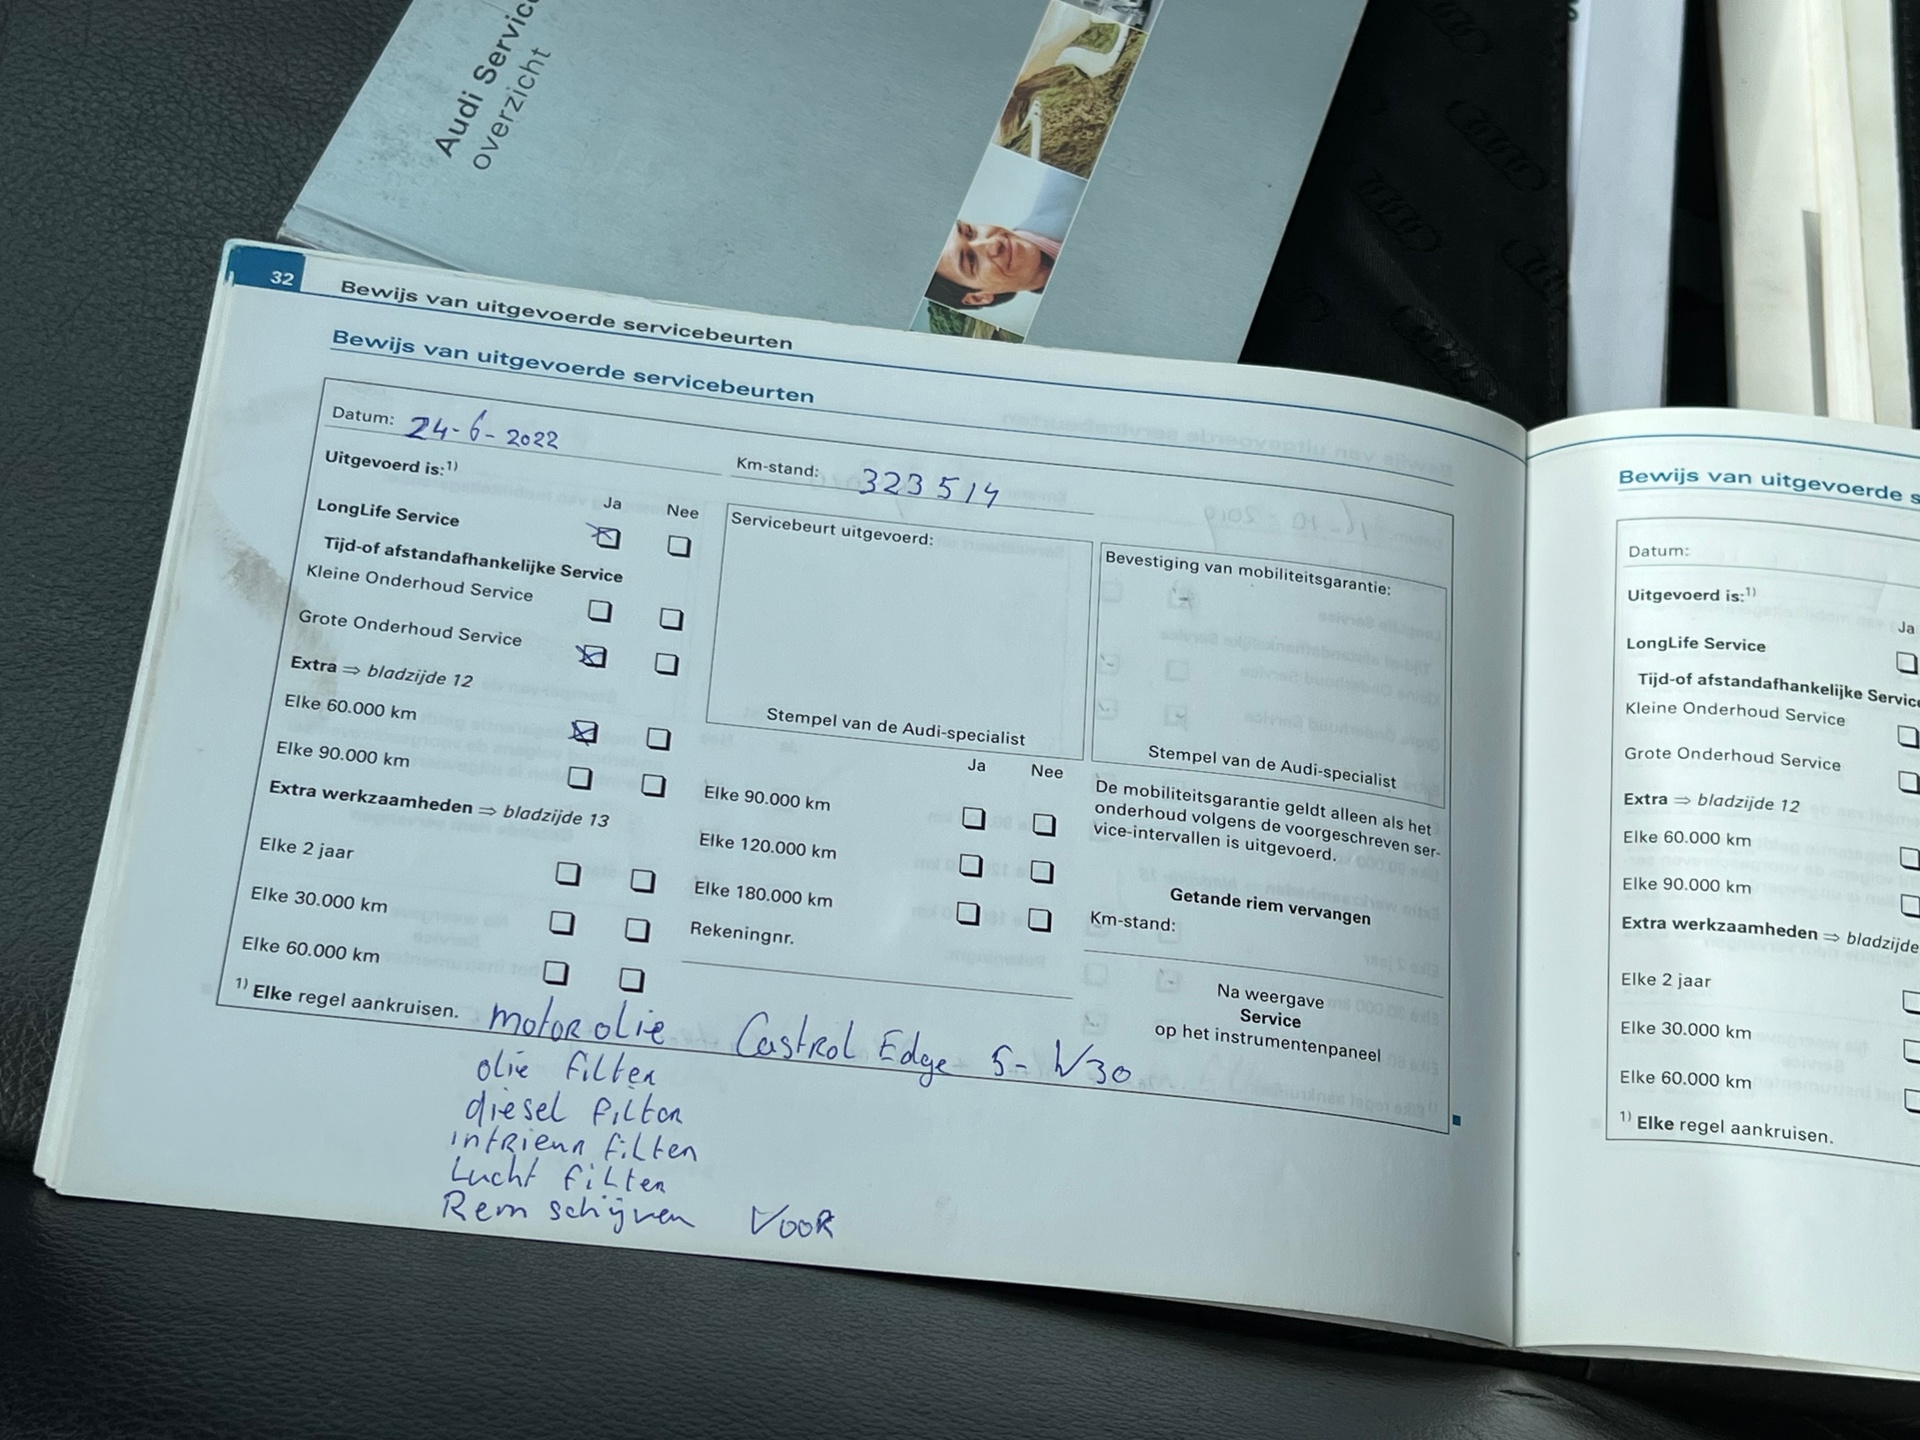 Audi Service
overzicht
32
Bewijs van uitgevoerde servicebeurten
Bewijs van uitgevoerde servicebeurten
Datum: 24-6-2022
Km-stand: 323514
Uitgevoerd is:1)
Ja Nee
LongLife Service
Tijd-of afstandafhankelijke Service
Kleine Onderhoud Service
Grote Onderhoud Service
Extra ⇒ bladzijde 12
Elke 60.000 km
Elke 90.000 km
Extra werkzaamheden ⇒ bladzijde 13
Elke 2 jaar
Elke 30.000 km
Elke 60.000 km
1) Elke regel aankruisen.
Servicebeurt uitgevoerd:
Stempel van de Audi-specialist
Ja Nee
Elke 90.000 km
Elke 120.000 km
Elke 180.000 km
Rekeningnr.
Bevestiging van mobiliteitsgarantie:
Stempel van de Audi-specialist
De mobiliteitsgarantie geldt alleen als het
onderhoud volgens de voorgeschreven ser-
vice-intervallen is uitgevoerd.
Getande riem vervangen
Km-stand:
Na weergave
Service
op het instrumentenpaneel
motor olie Castrol Edge 5-W30
olie filter
diesel filter
intrieur filter
Lucht filter
Rem schijven VOOR
Bewijs van uitgevoerde s
Datum:
Uitgevoerd is:1)
Ja
LongLife Service
Tijd-of afstandafhankelijke Service
Kleine Onderhoud Service
Grote Onderhoud Service
Extra ⇒ bladzijde 12
Elke 60.000 km
Elke 90.000 km
Extra werkzaamheden ⇒ bladzijde
Elke 2 jaar
Elke 30.000 km
Elke 60.000 km
1) Elke regel aankruisen.